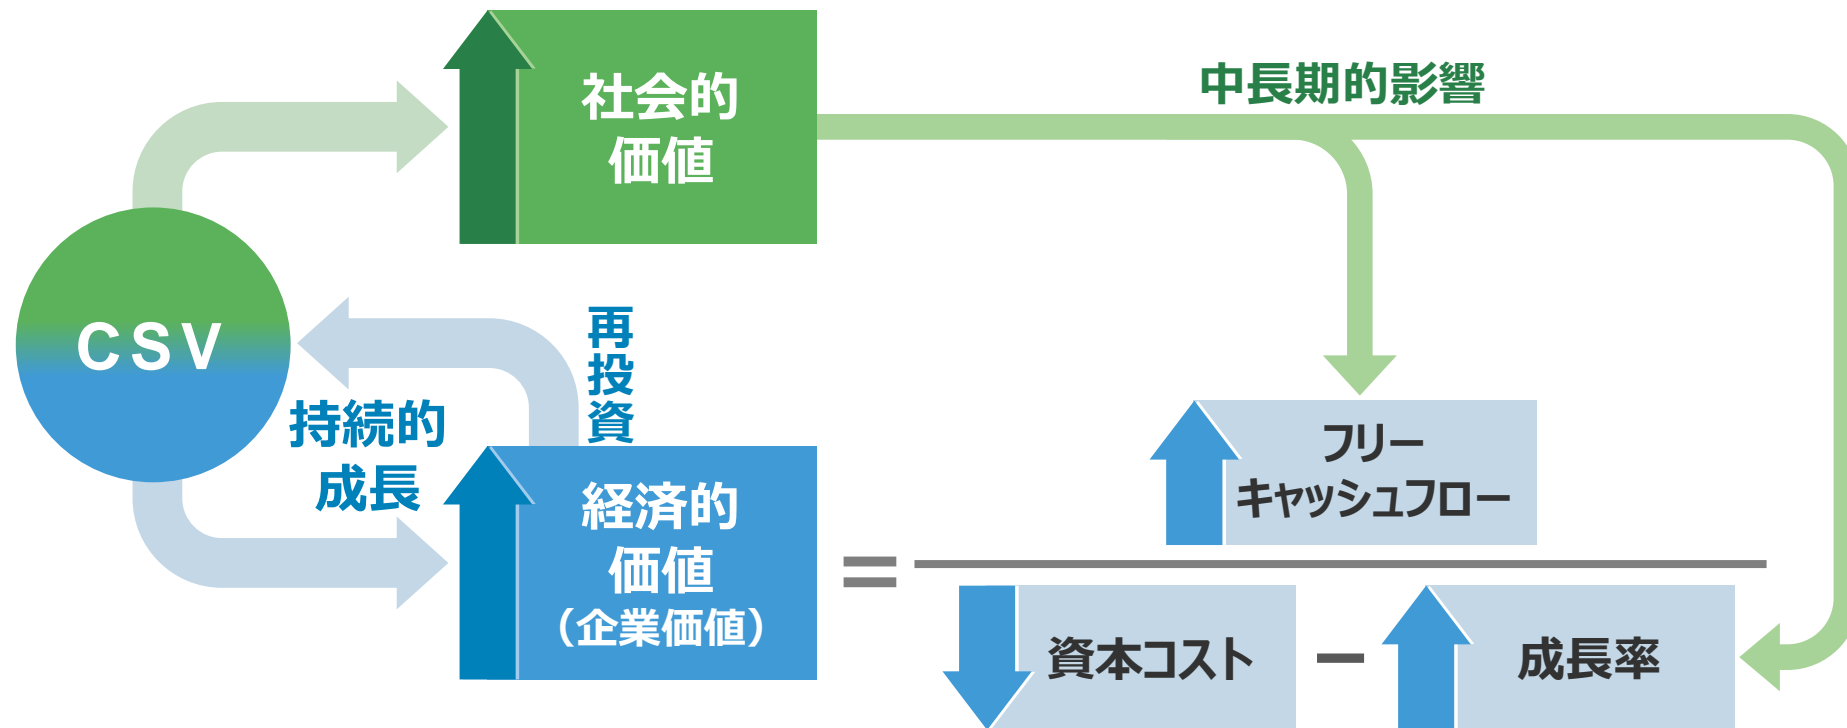 社会的
価値
中長期的影響
CSV
再投資
持続的
成長
経済的
価値
（企業価値）
=
フリー
キャッシュフロー
資本コスト
－
成長率